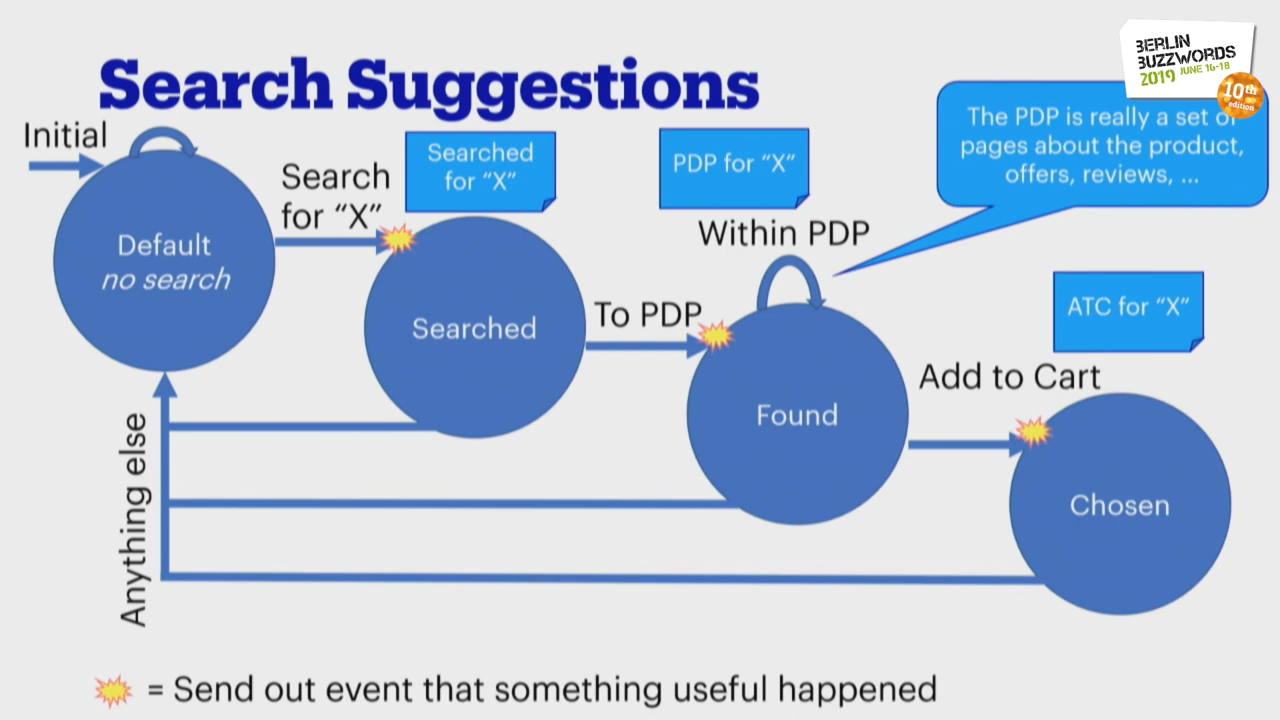 BERLIN
BUZZWORDS
2019 JUNE 16-18
10th
edition
Search Suggestions
Initial
Default
no search
Search
for “X”
Searched
for “X”
Searched
To PDP
PDP for “X”
Within PDP
Found
The PDP is really a set of
pages about the product,
offers, reviews, ...
Add to Cart
ATC for “X”
Chosen
Anything else
= Send out event that something useful happened